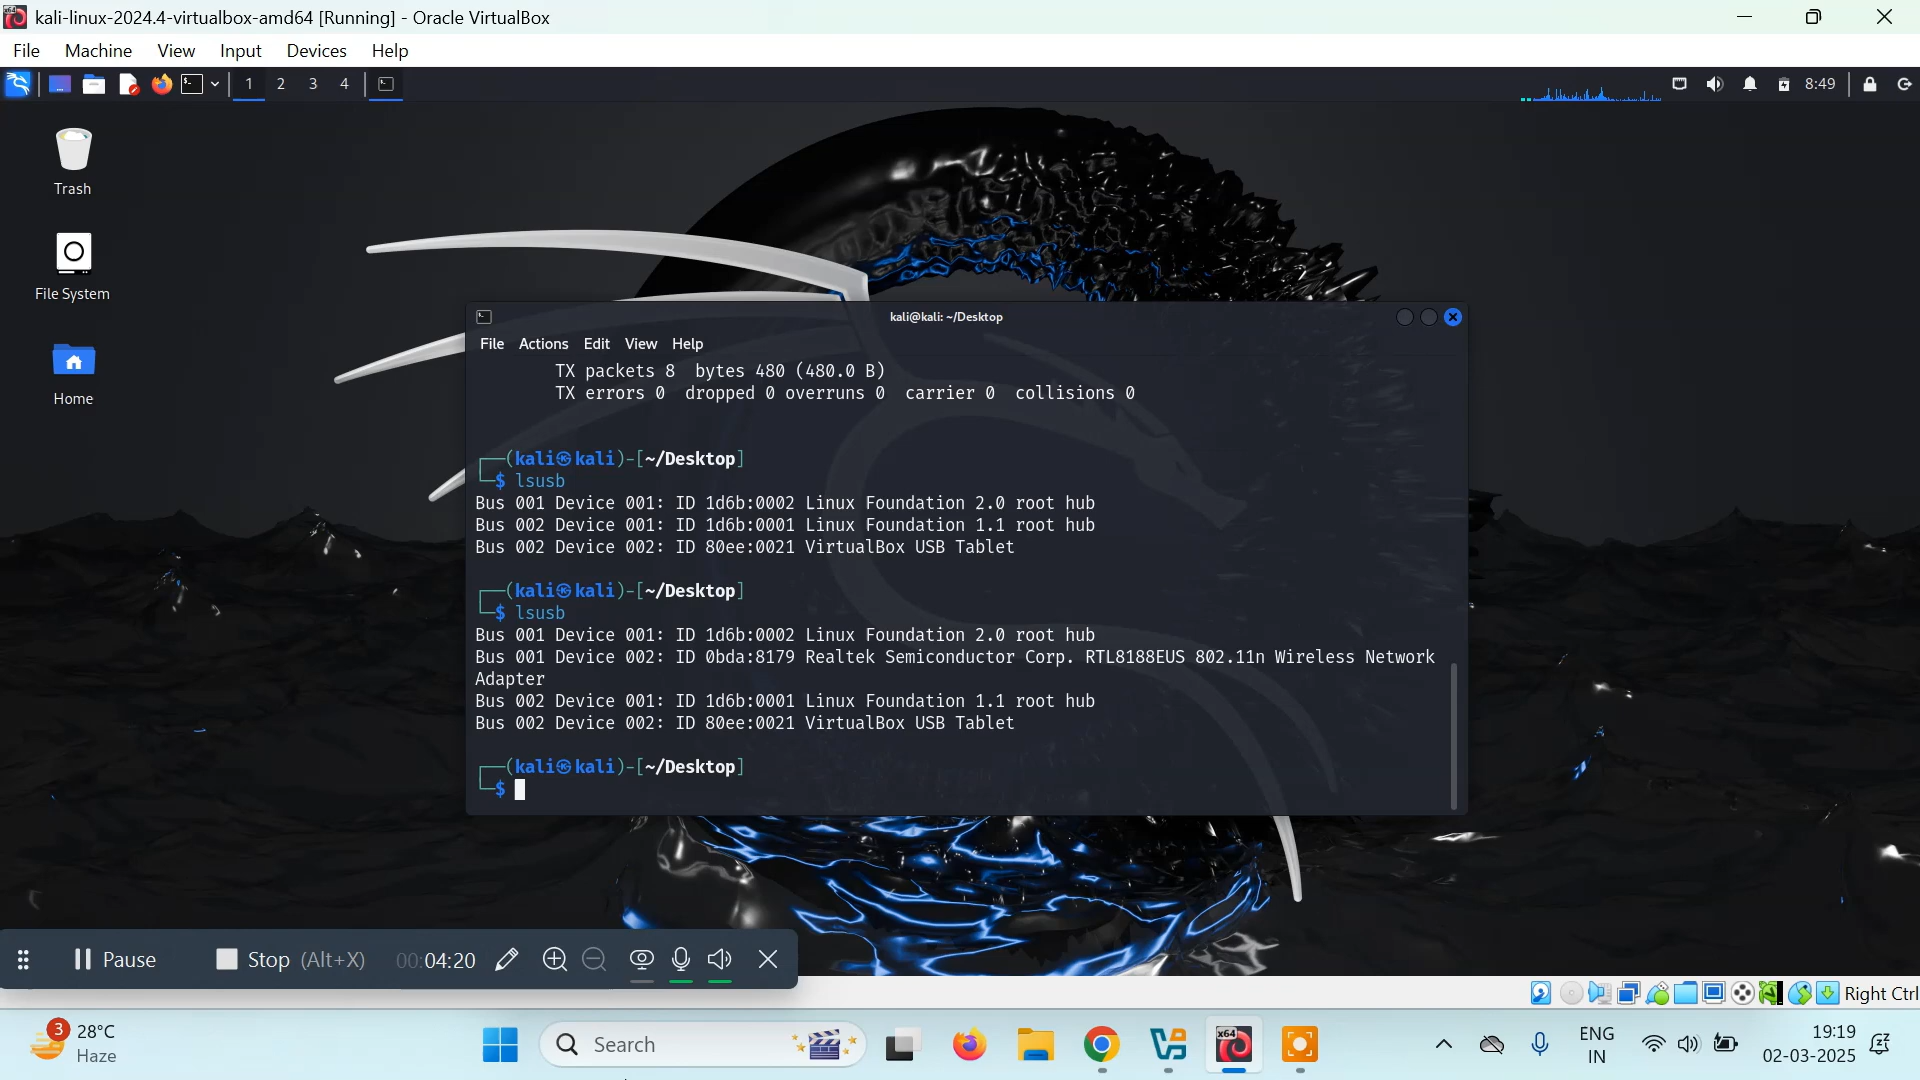 kali-linux-2024.4-virtualbox-amd64 [Running] - Oracle VirtualBox
File Machine View Input Devices Help
1 2 3 4 8:49
Trash
File System
Home
kali@kali: ~/Desktop
File Actions Edit View Help
TX packets 8 bytes 480 (480.0 B)
TX errors 0 dropped 0 overruns 0 carrier 0 collisions 0
┌──(kali㉿kali)-[~/Desktop]
└─$ lsusb
Bus 001 Device 001: ID 1d6b:0002 Linux Foundation 2.0 root hub
Bus 002 Device 001: ID 1d6b:0001 Linux Foundation 1.1 root hub
Bus 002 Device 002: ID 80ee:0021 VirtualBox USB Tablet
┌──(kali㉿kali)-[~/Desktop]
└─$ lsusb
Bus 001 Device 001: ID 1d6b:0002 Linux Foundation 2.0 root hub
Bus 001 Device 002: ID 0bda:8179 Realtek Semiconductor Corp. RTL8188EUS 802.11n Wireless Network
Adapter
Bus 002 Device 001: ID 1d6b:0001 Linux Foundation 1.1 root hub
Bus 002 Device 002: ID 80ee:0021 VirtualBox USB Tablet
┌──(kali㉿kali)-[~/Desktop]
└─$
Pause Stop (Alt+X) 00:04:20
Right Ctrl
3 28°C
Haze
Search
x64
ENG
IN
19:19
02-03-2025